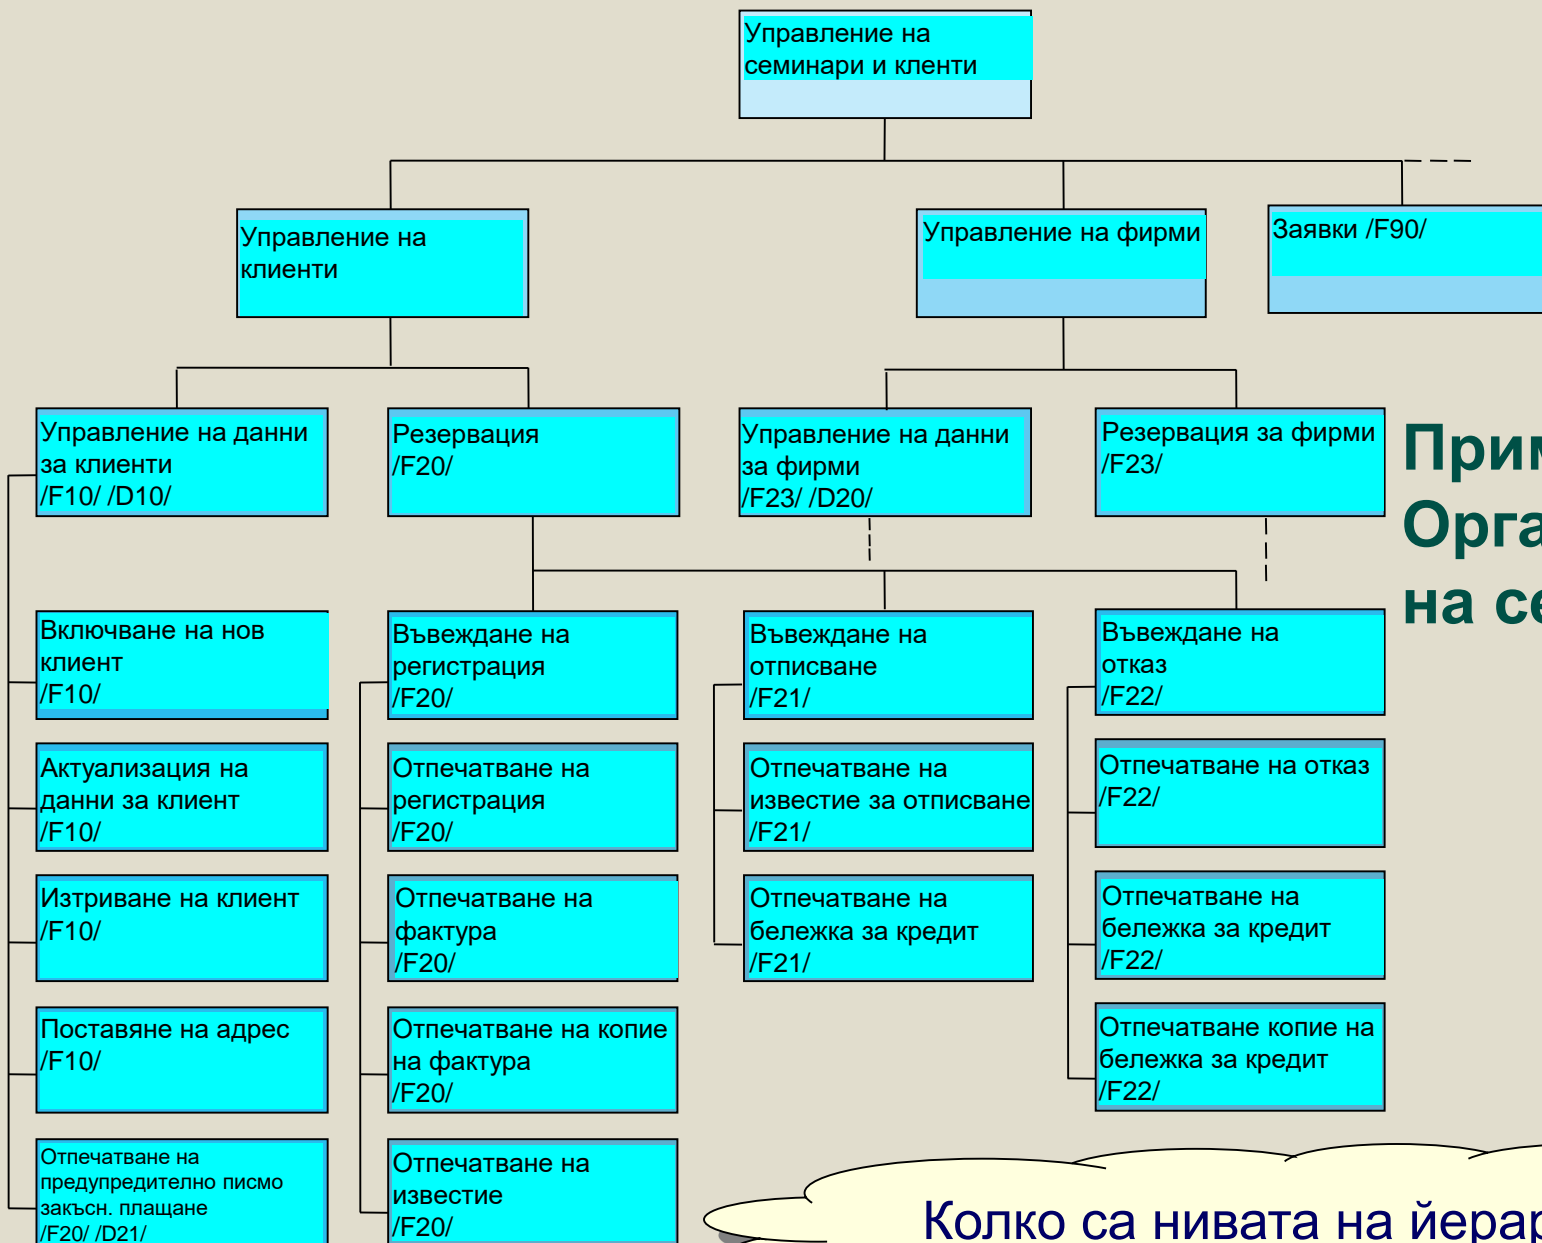 Управление на
семинари и кленти
Управление на
клиенти
Управление на фирми
Заявки /F90/
Управление на данни
за клиенти
/F10/ /D10/
Резервация
/F20/
Управление на данни
за фирми
/F23/ /D20/
Резервация за фирми
/F23/
на
Включване на нов
клиент
/F10/
Въвеждане на
регистрация
/F20/
Въвеждане на
отписване
/F21/
Въвеждане на
отказ
/F22/
Актуализация на
данни за клиент
/F10/
Отпечатване на
регистрация
/F20/
Отпечатване на
известие за отписване
/F21/
Отпечатване на отказ
/F22/
Изтриване на клиент
/F10/
Отпечатване на
фактура
/F20/
Отпечатване на
бележка за кредит
/F21/
Отпечатване на
бележка за кредит
/F22/
Поставяне на адрес
/F10/
Отпечатване на копие
на фактура
/F20/
Отпечатване копие на
бележка за кредит
/F22/
Отпечатване на
предупредително писмо
закъсн. плащане
/F20/ /D21/
Отпечатване на
известие
/F20/
Колко са нивата на